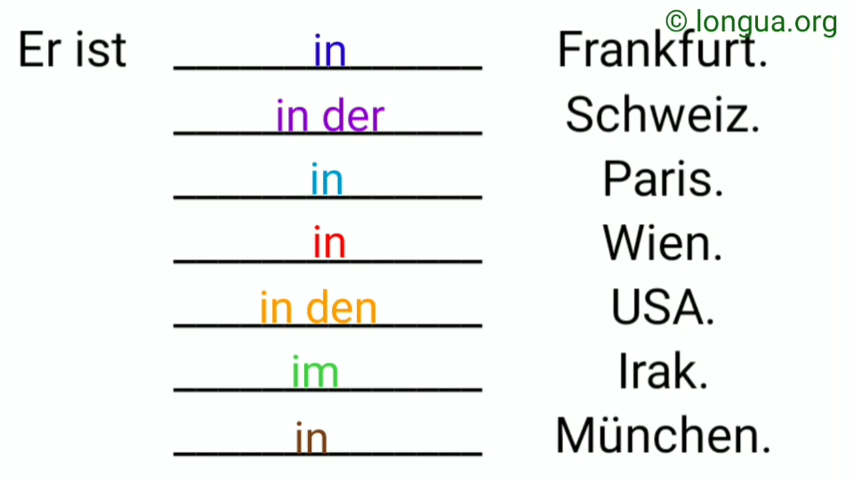 © longua.org
Er ist in Frankfurt.
in der Schweiz.
in Paris.
in Wien.
in den USA.
im Irak.
in München.